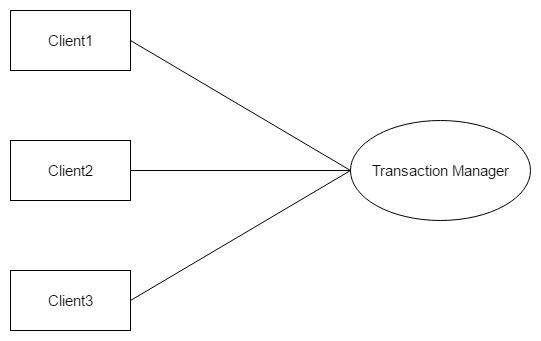 Client1
Client2
Transaction Manager
Client3